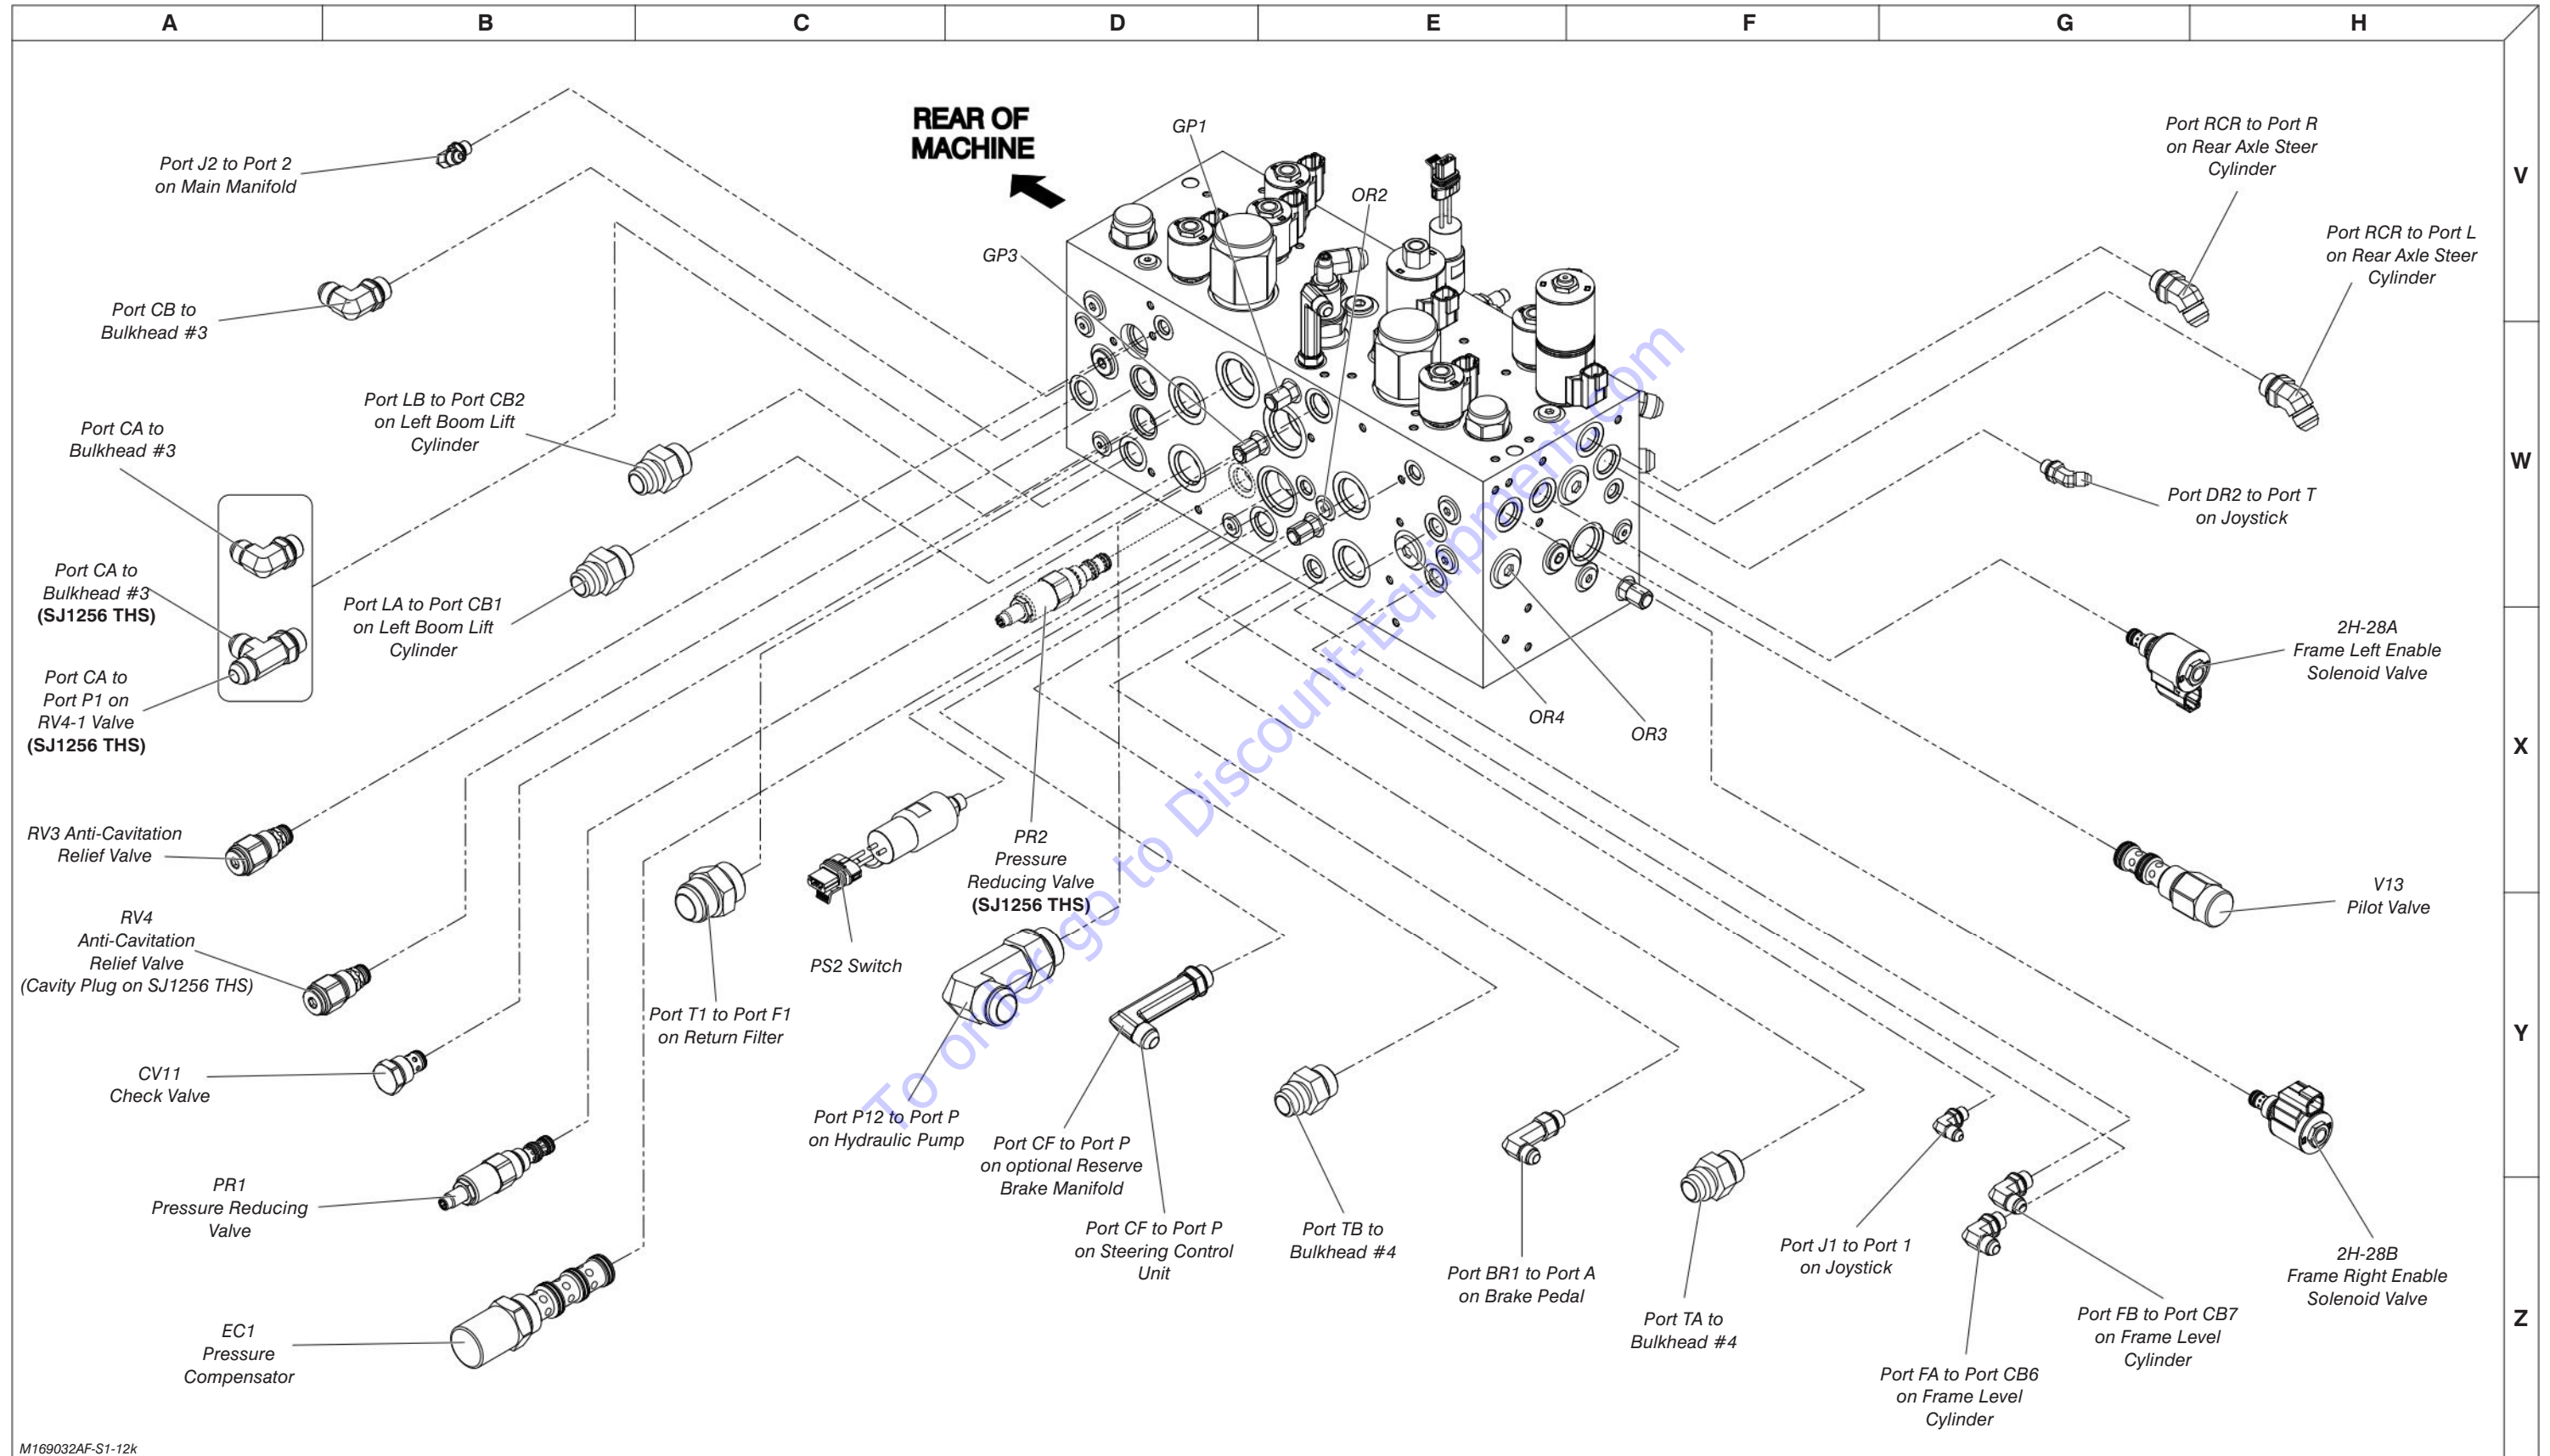 A B C D E F G H
V
W
X
Y
Z
REAR OF
MACHINE
GP1
OR2
GP3
Port J2 to Port 2
on Main Manifold
Port CB to
Bulkhead #3
Port CA to
Bulkhead #3
Port LB to Port CB2
on Left Boom Lift
Cylinder
Port CA to
Bulkhead #3
(SJ1256 THS)
Port LA to Port CB1
on Left Boom Lift
Cylinder
Port CA to
Port P1 on
RV4-1 Valve
(SJ1256 THS)
Port RCR to Port R
on Rear Axle Steer
Cylinder
Port RCR to Port L
on Rear Axle Steer
Cylinder
Port DR2 to Port T
on Joystick
2H-28A
Frame Left Enable
Solenoid Valve
OR4
OR3
RV3 Anti-Cavitation
Relief Valve
RV4
Anti-Cavitation
Relief Valve
(Cavity Plug on SJ1256 THS)
CV11
Check Valve
PR1
Pressure Reducing
Valve
EC1
Pressure
Compensator
Port T1 to Port F1
on Return Filter
PS2 Switch
PR2
Pressure
Reducing Valve
(SJ1256 THS)
Port P12 to Port P
on Hydraulic Pump
Port CF to Port P
on optional Reserve
Brake Manifold
Port CF to Port P
on Steering Control
Unit
Port TB to
Bulkhead #4
Port BR1 to Port A
on Brake Pedal
Port TA to
Bulkhead #4
Port J1 to Port 1
on Joystick
Port FA to Port CB6
on Frame Level
Cylinder
Port FB to Port CB7
on Frame Level
Cylinder
V13
Pilot Valve
2H-28B
Frame Right Enable
Solenoid Valve
To order go to Discount-Equipment.com
M169032AF-S1-12k